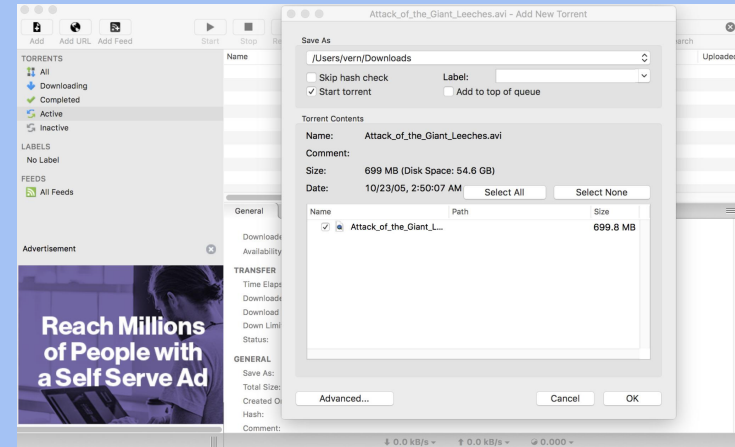 Attack_of_the_Giant_Leeches.avi - Add New Torrent
Add Add URL Add Feed Start Stop
Save As
/Users/vern/Downloads
Skip hash check Label:
Start torrent Add to top of queue
TORRENTS
All
Downloading
Completed
Active
Inactive
LABELS
No Label
FEEDS
All Feeds
Name
Uploaded
Torrent Contents
Name: Attack_of_the_Giant_Leeches.avi
Comment:
Size: 699 MB (Disk Space: 54.6 GB)
Date: 10/23/05, 2:50:07 AM Select All Select None
Name Path Size
Attack_of_the_Giant_L... 699.8 MB
Advanced... Cancel OK
General
Availability
TRANSFER
Status:
GENERAL
Save As:
Total Size:
Hash:
Comment:
Advertisement
Reach Millions
of People with
a Self Serve Ad
0.0 kB/s 0.0 kB/s 0.000